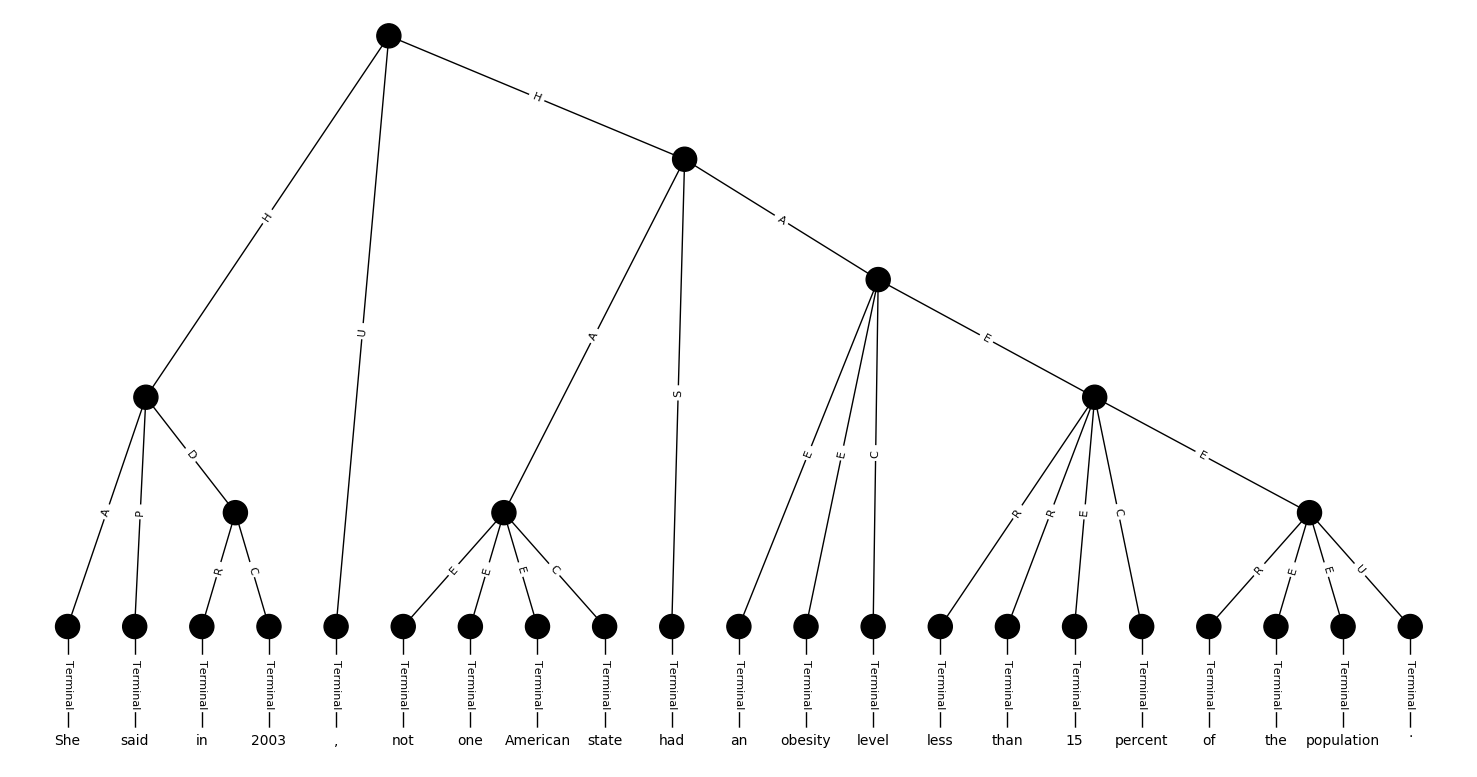 H
H
A
U
E
A
S
E
D
E
E
C
E
A
P
R
R
E
C
R
C
E
E
E
C
R
E
E
U
Terminal Terminal Terminal Terminal Terminal Terminal Terminal Terminal Terminal Terminal Terminal Terminal Terminal Terminal Terminal Terminal Terminal Terminal Terminal Terminal Terminal
She said in 2003 , not one American state had an obesity level less than 15 percent of the population .